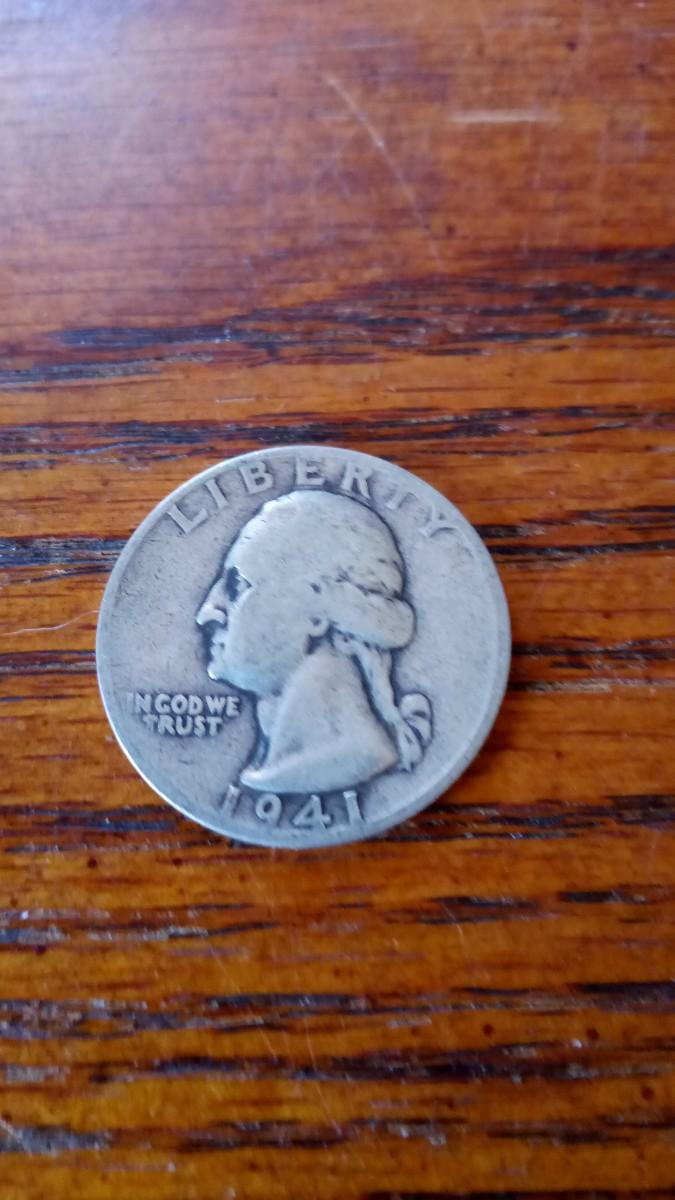 LIBERTY
IN GOD WE
TRUST
1941